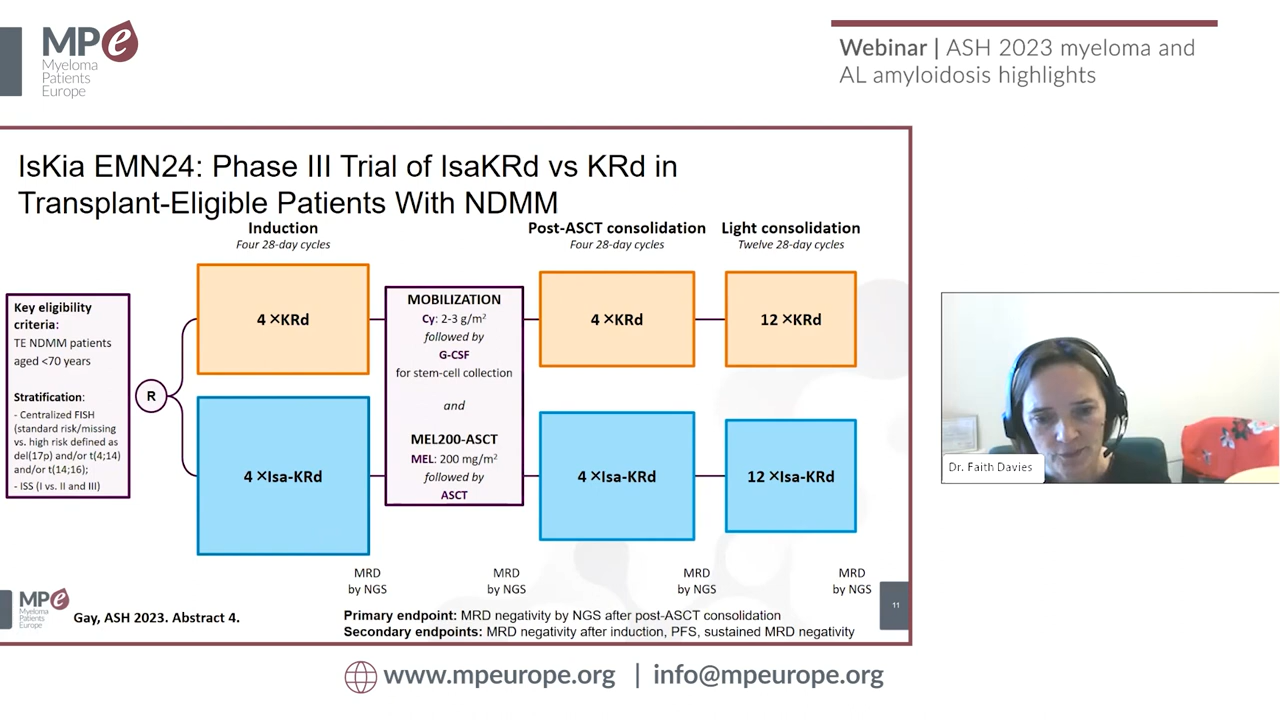 MPe
Myeloma
Patients
Europe
Webinar | ASH 2023 myeloma and
AL amyloidosis highlights
IsKia EMN24: Phase III Trial of IsaKRd vs KRd in
Transplant-Eligible Patients With NDMM
Induction
Four 28-day cycles
Post-ASCT consolidation
Four 28-day cycles
Light consolidation
Twelve 28-day cycles
Key eligibility
criteria:
TE NDMM patients
aged <70 years
Stratification:
- Centralized FISH
(standard risk/missing
vs. high risk defined as
del(17p) and/or t(4;14)
and/or t(14;16);
- ISS (I vs. II and III)
R
4 ×KRd
4 ×Isa-KRd
MOBILIZATION
Cy: 2-3 g/m²
followed by
G-CSF
for stem-cell collection
and
MEL200-ASCT
MEL: 200 mg/m²
followed by
ASCT
4 ×KRd
12 ×KRd
4 ×Isa-KRd
12 ×Isa-KRd
MRD
by NGS
MRD
by NGS
MRD
by NGS
MRD
by NGS
MPe
Myeloma
Patients
Europe
Gay, ASH 2023. Abstract 4.
Primary endpoint: MRD negativity by NGS after post-ASCT consolidation
Secondary endpoints: MRD negativity after induction, PFS, sustained MRD negativity
11
Dr. Faith Davies
www.mpeurope.org | info@mpeurope.org